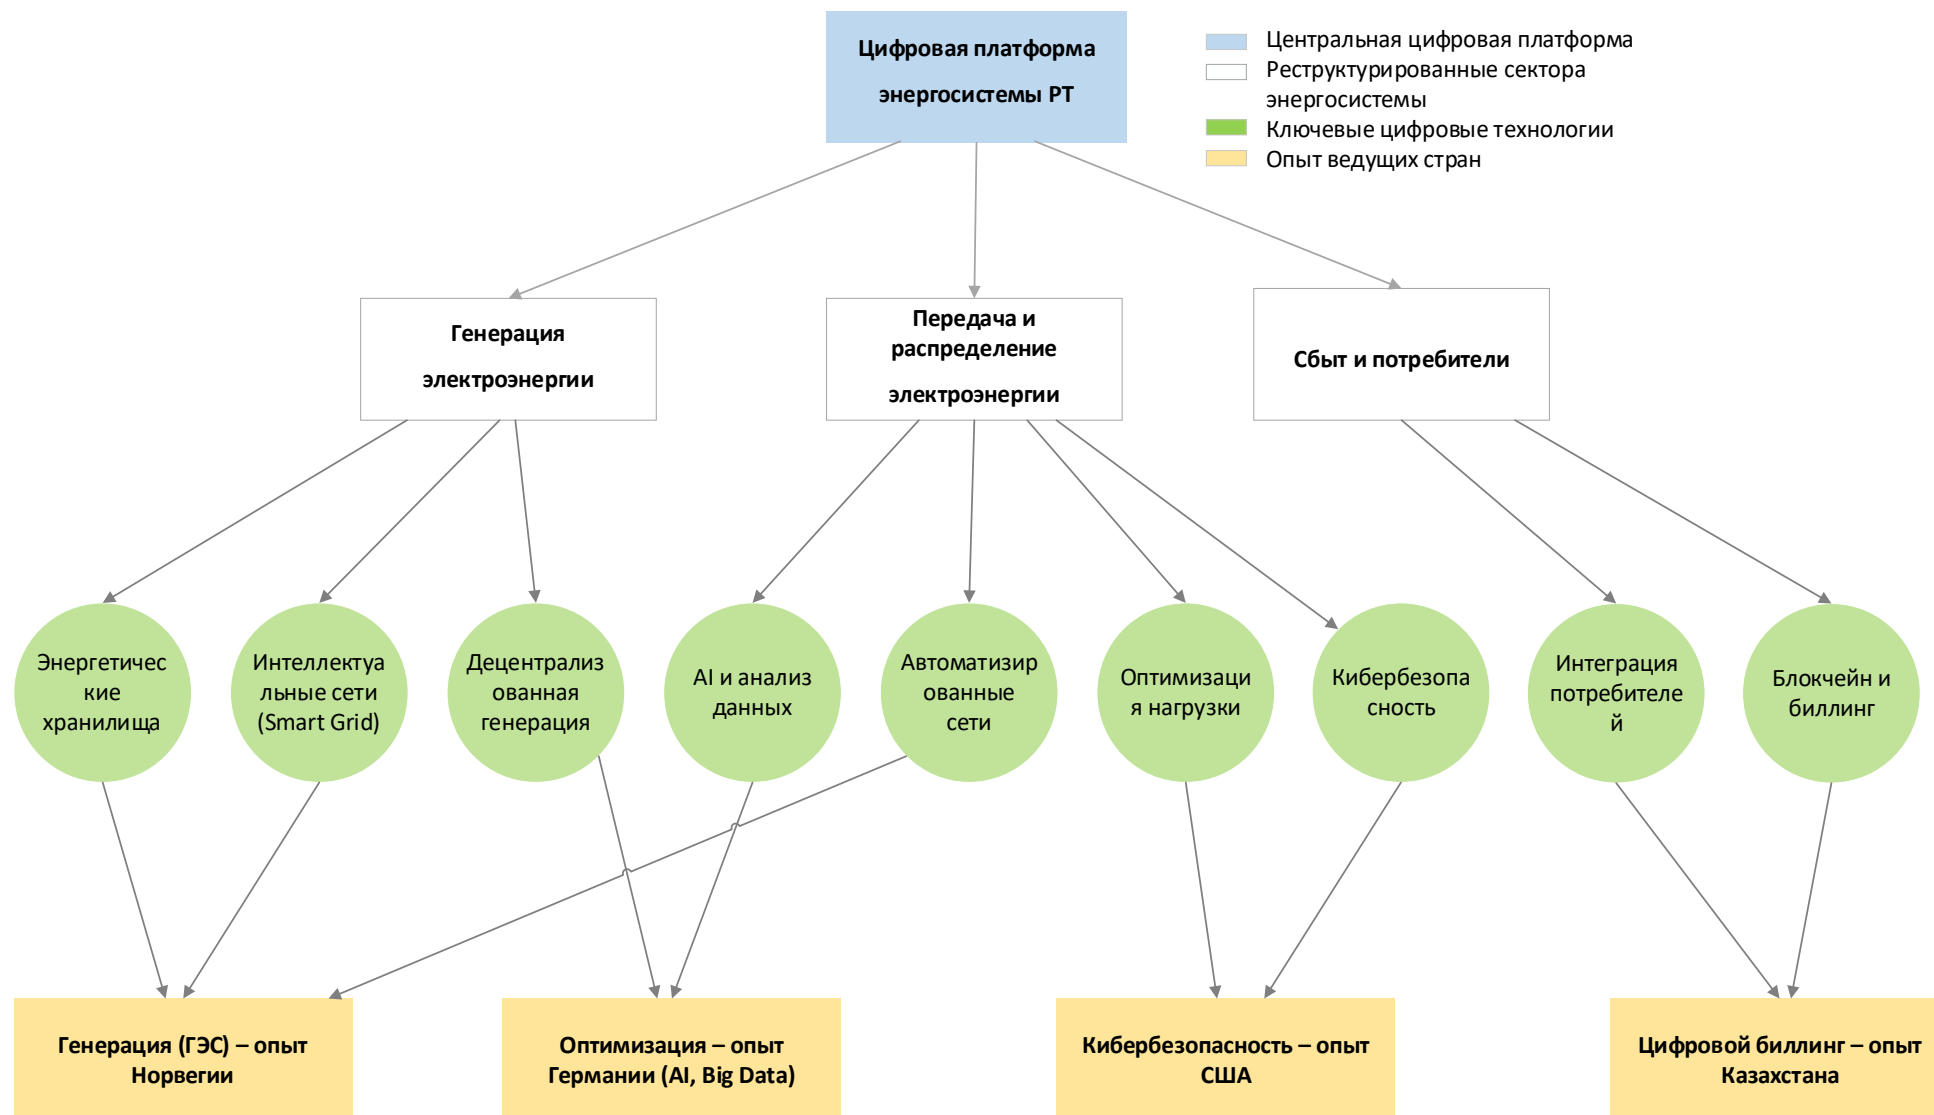 Цифровая платформа
энергосистемы РТ
Центральная цифровая платформа
Реструктурированные сектора
энергосистемы
Ключевые цифровые технологии
Опыт ведущих стран
Генерация
электроэнергии
Передача и
распределение
электроэнергии
Сбыт и потребители
Энергетичес
кие
хранилища
Интеллектуа
льные сети
(Smart Grid)
Децентрализ
ованная
генерация
AI и анализ
данных
Автоматизир
ованные
сети
Оптимизаци
я нагрузки
Кибербезопа
сность
Интеграция
потребителе
й
Блокчейн и
биллинг
Генерация (ГЭС) – опыт
Норвегии
Оптимизация – опыт
Германии (AI, Big Data)
Кибербезопасность – опыт
США
Цифровой биллинг – опыт
Казахстана